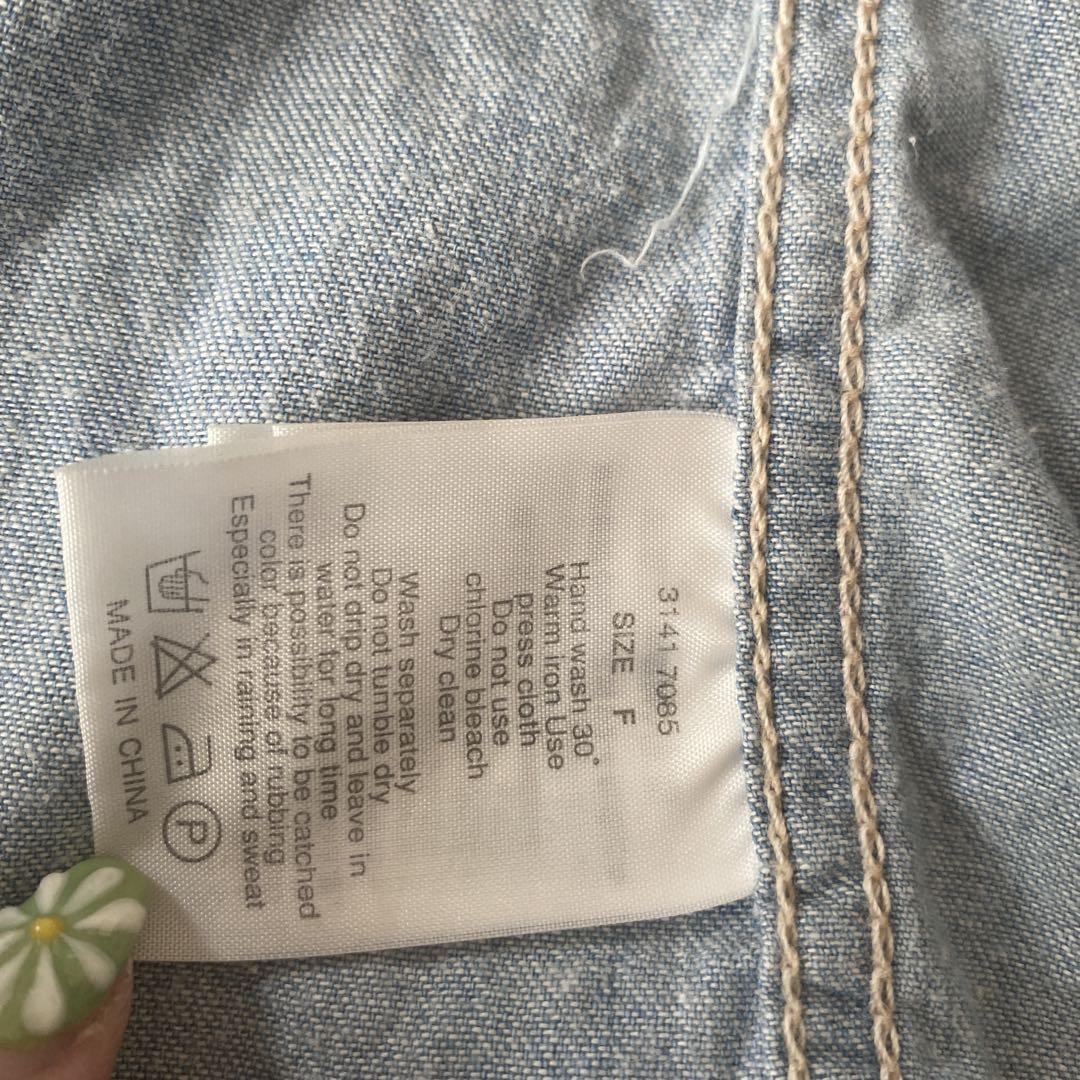 3141 7085
SIZE F
Hand wash 30°
Warm Iron Use
press cloth
Do not use
chlorine bleach
Dry clean
Wash separately
Do not tumble dry
Do not drip dry and leave in
water for long time
There is possibility to be catched
color because of rubbing
Especially in ranting and sweat
P
MADE IN CHINA